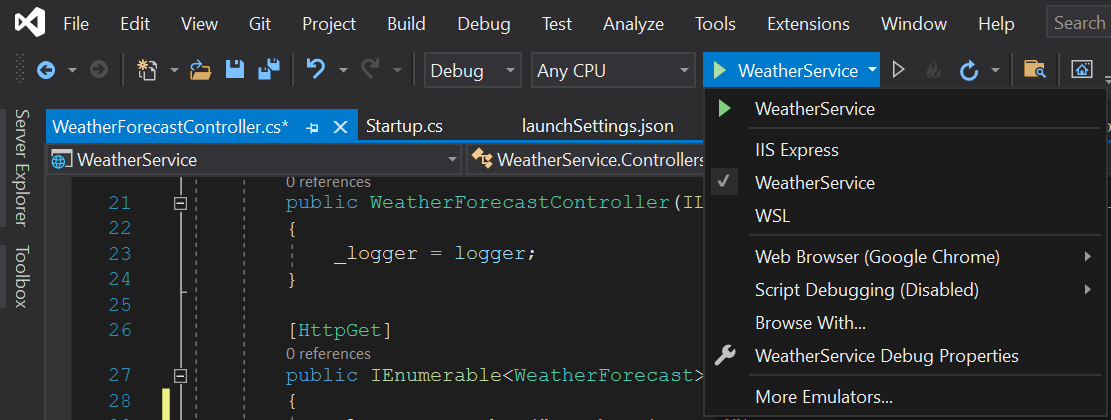 File Edit View Git Project Build Debug Test Analyze Tools Extensions Window Help Search
Debug Any CPU WeatherService
Server Explorer
Toolbox
WeatherForecastController.cs* Startup.cs launchSettings.json
WeatherService WeatherService.Controllers
0 references
21 public WeatherForecastController(IL
22 {
23 _logger = logger;
24 }
25
26 [HttpGet]
0 references
27 public IEnumerable<WeatherForecast>
28 {
WeatherService
IIS Express
WeatherService
WSL
Web Browser (Google Chrome)
Script Debugging (Disabled)
Browse With...
WeatherService Debug Properties
More Emulators...